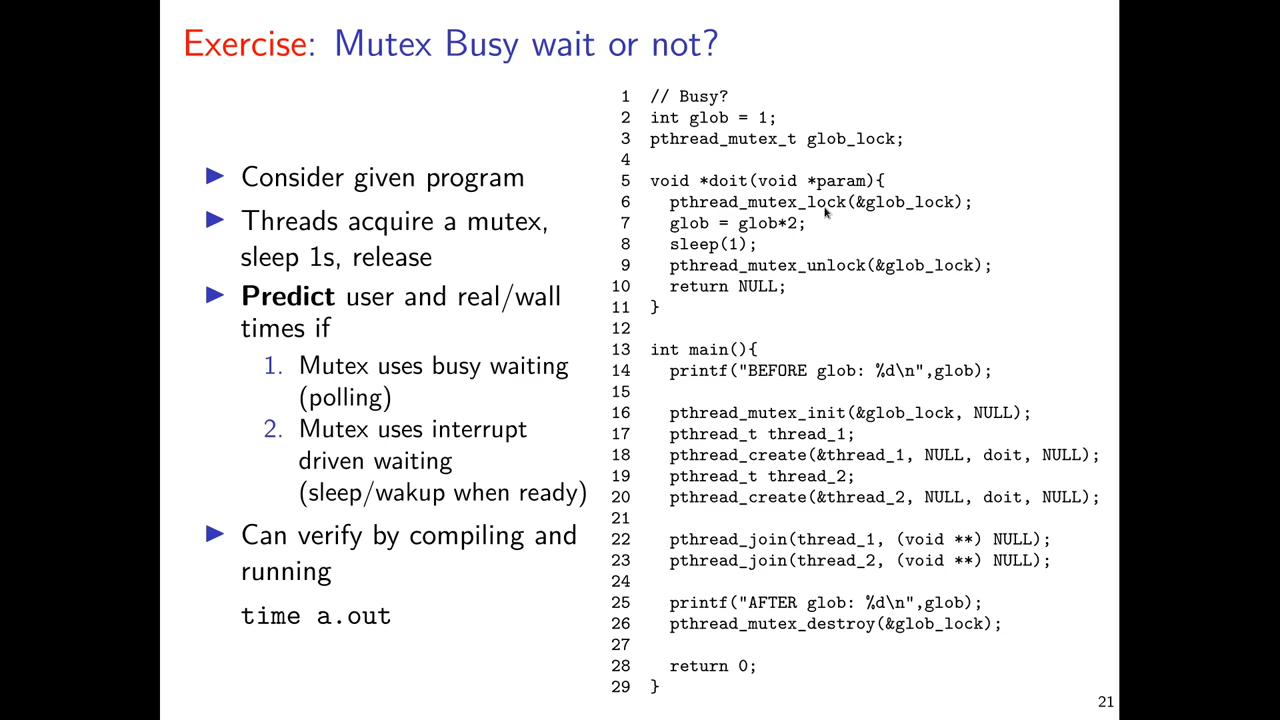 Exercise: Mutex Busy wait or not?
▶ Consider given program
▶ Threads acquire a mutex,
sleep 1s, release
▶ Predict user and real/wall
times if
1. Mutex uses busy waiting
(polling)
2. Mutex uses interrupt
driven waiting
(sleep/wakup when ready)
▶ Can verify by compiling and
running
time a.out
1 // Busy?
2 int glob = 1;
3 pthread_mutex_t glob_lock;
4
5 void *doit(void *param){
6 pthread_mutex_lock(&glob_lock);
7 glob = glob*2;
8 sleep(1);
9 pthread_mutex_unlock(&glob_lock);
10 return NULL;
11 }
12
13 int main(){
14 printf("BEFORE glob: %d\n",glob);
15
16 pthread_mutex_init(&glob_lock, NULL);
17 pthread_t thread_1;
18 pthread_create(&thread_1, NULL, doit, NULL);
19 pthread_t thread_2;
20 pthread_create(&thread_2, NULL, doit, NULL);
21
22 pthread_join(thread_1, (void **) NULL);
23 pthread_join(thread_2, (void **) NULL);
24
25 printf("AFTER glob: %d\n",glob);
26 pthread_mutex_destroy(&glob_lock);
27
28 return 0;
29 }
21